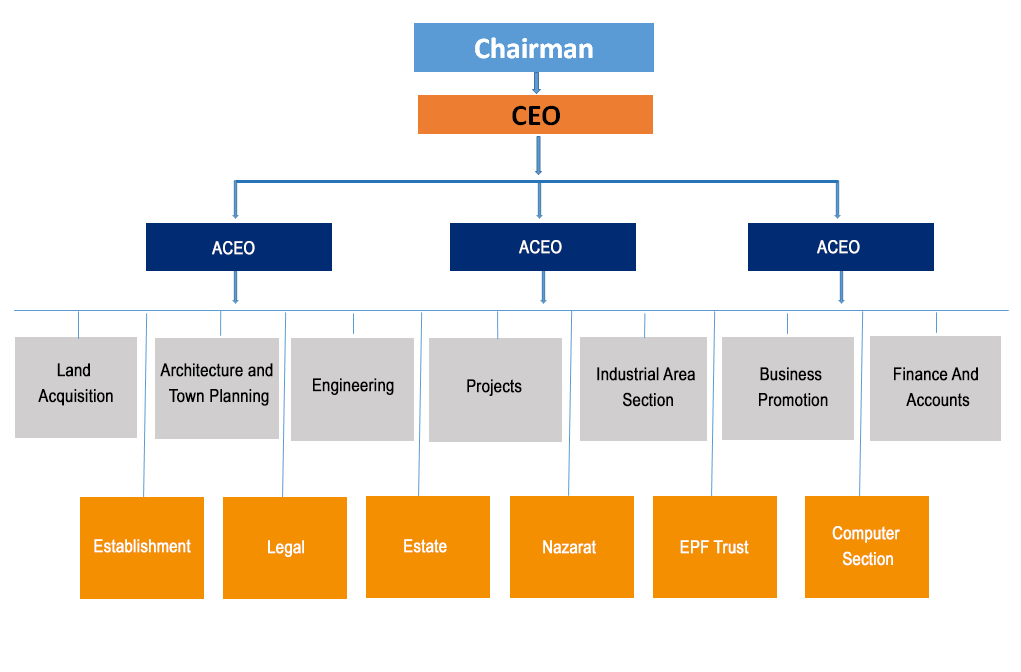 Chairman
CEO
ACEO
ACEO
ACEO
Land
Acquisition
Architecture and
Town Planning
Engineering
Projects
Industrial Area
Section
Business
Promotion
Finance And
Accounts
Establishment
Legal
Estate
Nazarat
EPF Trust
Computer
Section